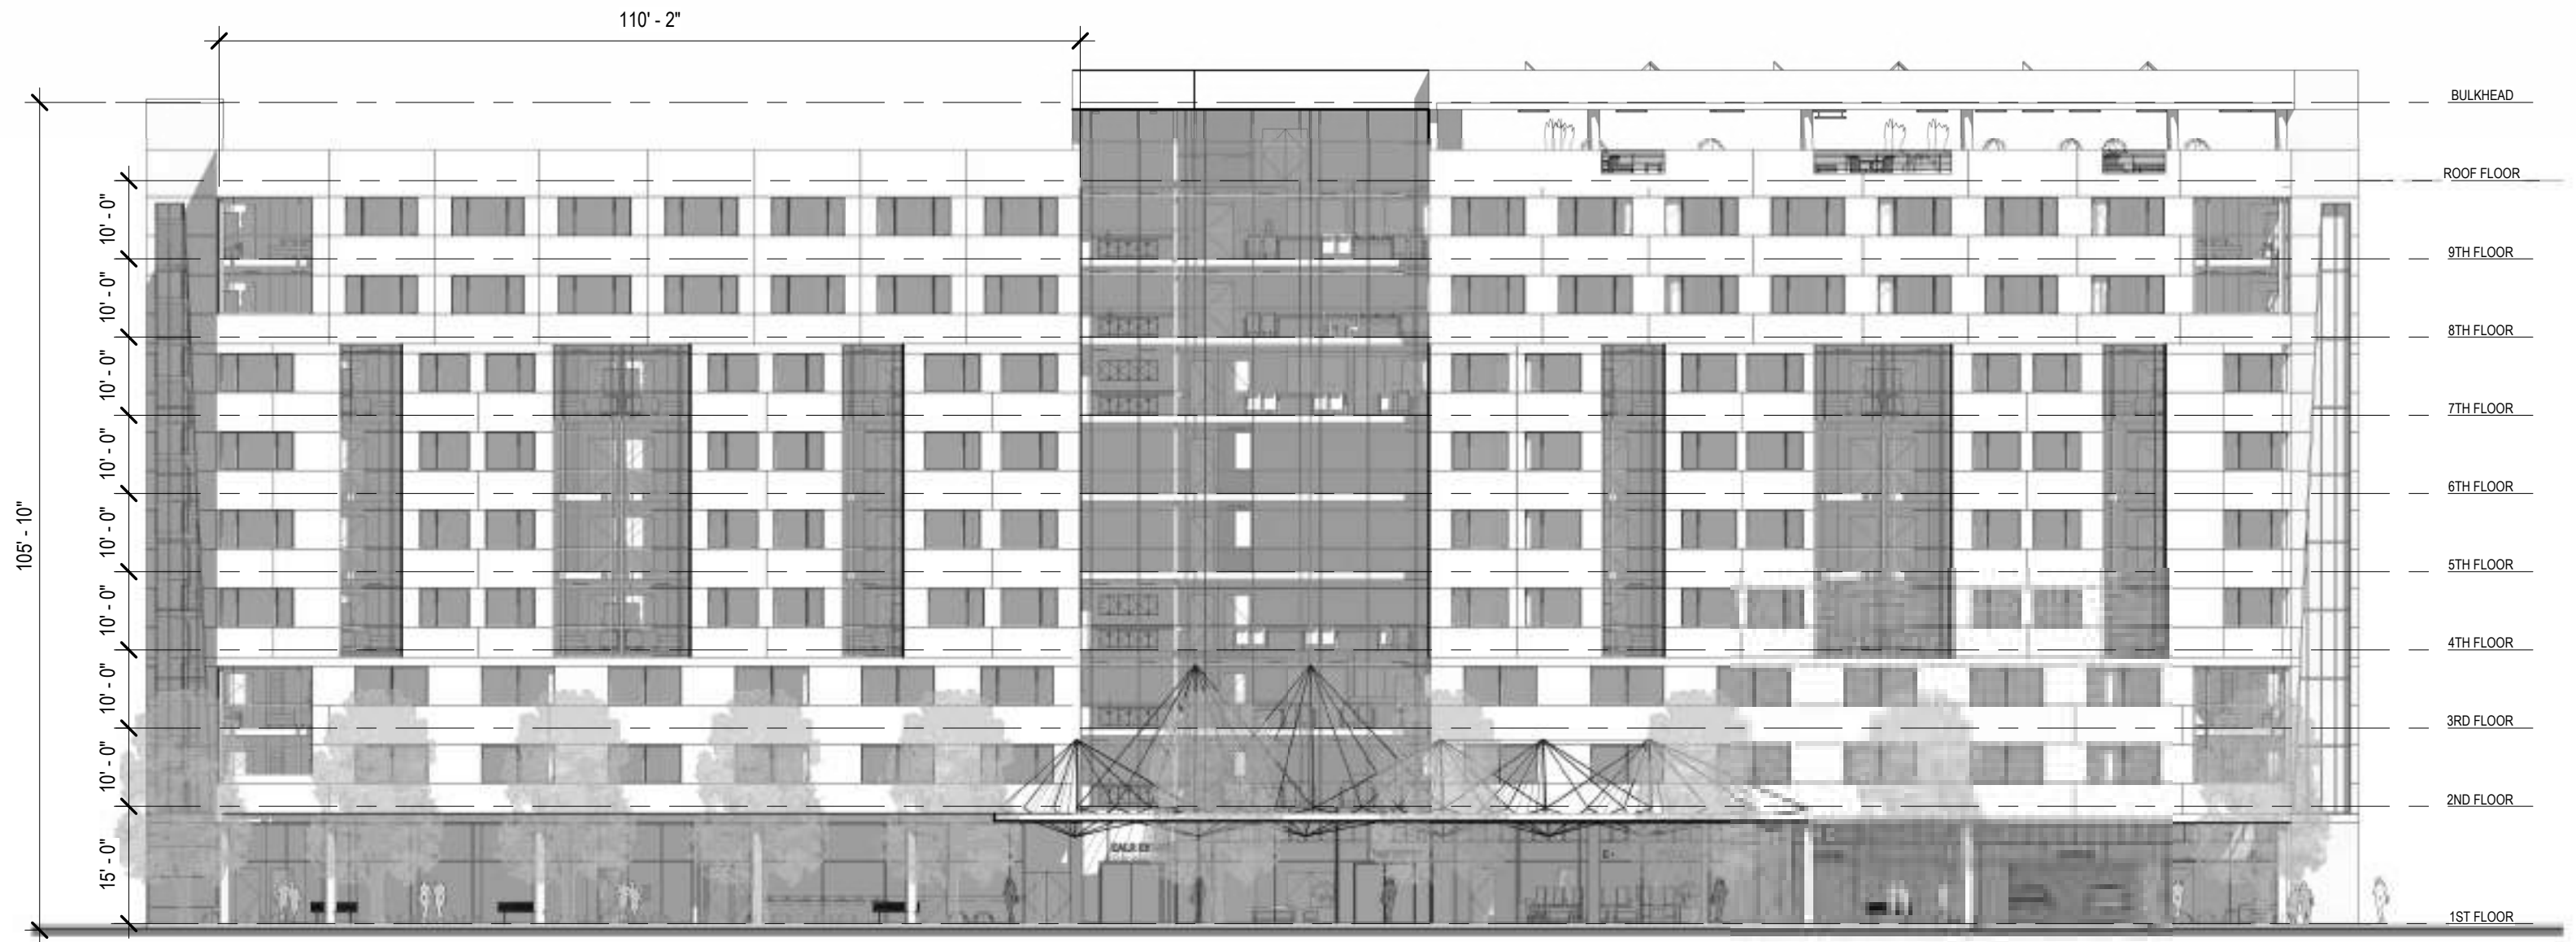 110' - 2"
BULKHEAD
ROOF FLOOR
10' - 0"
9TH FLOOR
10' - 0"
8TH FLOOR
10' - 0"
7TH FLOOR
10' - 0"
6TH FLOOR
105' - 10"
10' - 0"
5TH FLOOR
10' - 0"
4TH FLOOR
10' - 0"
3RD FLOOR
10' - 0"
2ND FLOOR
15' - 0"
1ST FLOOR